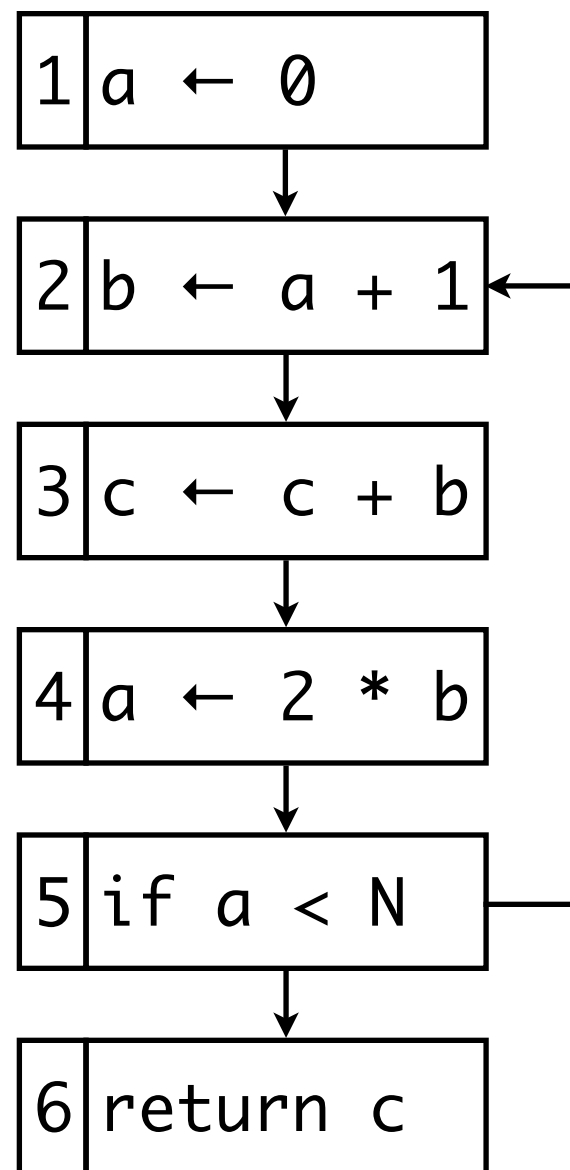 1 a ← 0
2 b ← a + 1
3 c ← c + b
4 a ← 2 * b
5 if a < N
6 return c